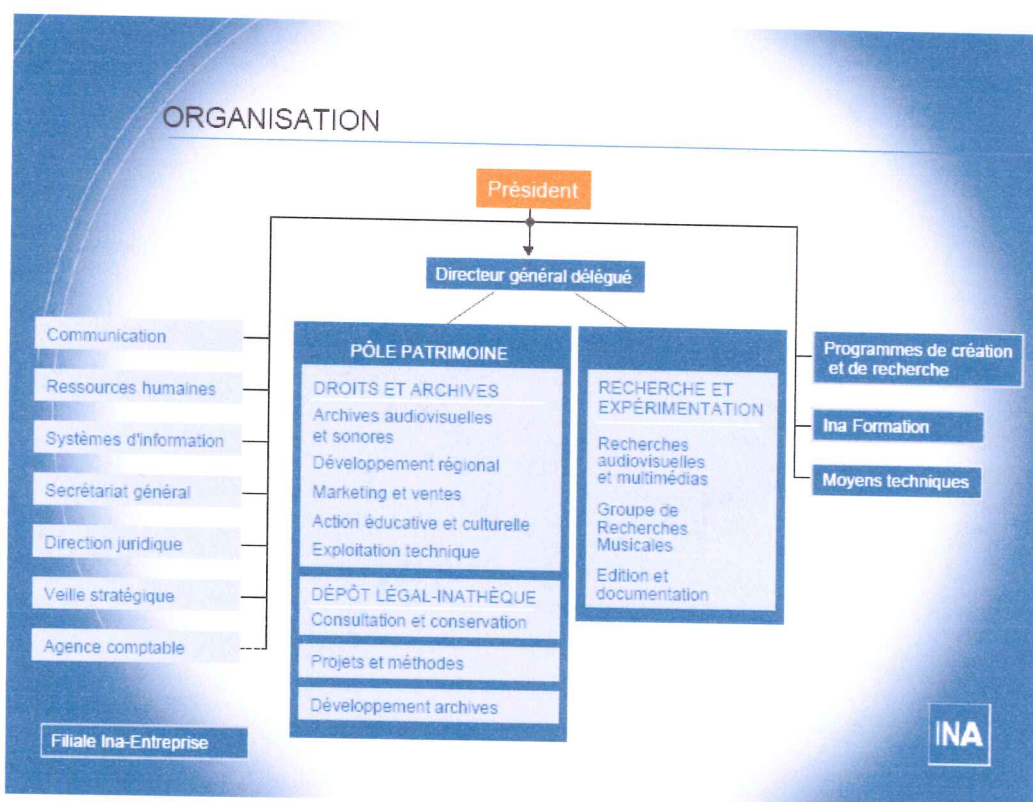 ORGANISATION
Président
Directeur général délégué
Communication
Ressources humaines
Systèmes d'information
Secrétariat général
Direction juridique
Veille stratégique
Agence comptable
PÔLE PATRIMOINE
DROITS ET ARCHIVES
Archives audiovisuelles
et sonores
Développement régional
Marketing et ventes
Action éducative et culturelle
Exploitation technique
DÉPÔT LÉGAL-INATHÈQUE
Consultation et conservation
Projets et méthodes
Développement archives
RECHERCHE ET
EXPÉRIMENTATION
Recherches
audiovisuelles
et multimédias
Groupe de
Recherches
Musicales
Edition et
documentation
Programmes de création
et de recherche
Ina Formation
Moyens techniques
Filiale Ina-Entreprise
INA